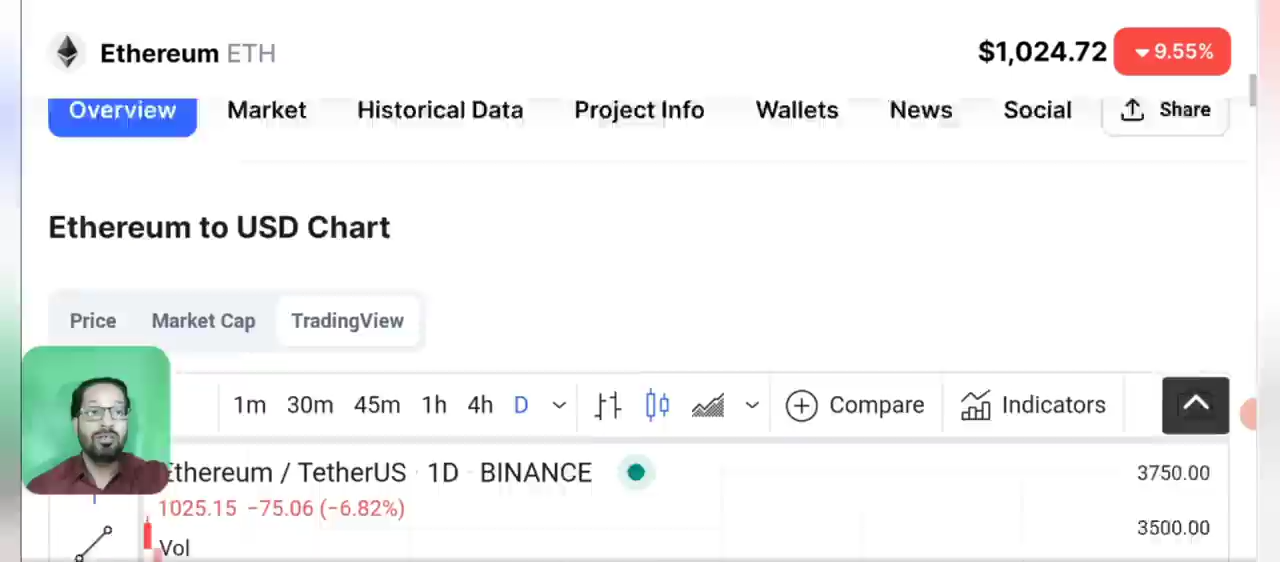 Ethereum ETH
$1,024.72 9.55%
Overview Market Historical Data Project Info Wallets News Social Share
Ethereum to USD Chart
Price Market Cap TradingView
1m 30m 45m 1h 4h D Compare Indicators
Ethereum / TetherUS · 1D · BINANCE
1025.15 −75.06 (−6.82%)
Vol
3750.00
3500.00